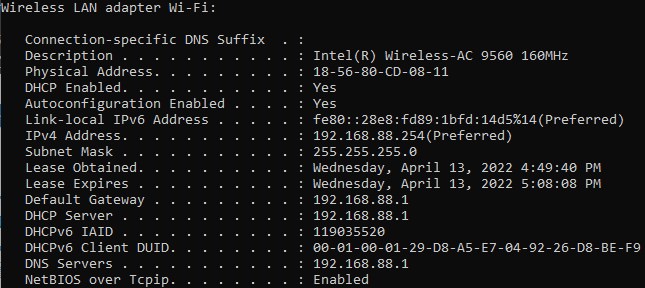 Wireless LAN adapter Wi-Fi:
Connection-specific DNS Suffix . :
Description . . . . . . . . . . . : Intel(R) Wireless-AC 9560 160MHz
Physical Address. . . . . . . . . : 18-56-80-CD-08-11
DHCP Enabled. . . . . . . . . . . : Yes
Autoconfiguration Enabled . . . . : Yes
Link-local IPv6 Address . . . . . : fe80::28e8:fd89:1bfd:14d5%14(Preferred)
IPv4 Address. . . . . . . . . . . : 192.168.88.254(Preferred)
Subnet Mask . . . . . . . . . . . : 255.255.255.0
Lease Obtained. . . . . . . . . . : Wednesday, April 13, 2022 4:49:40 PM
Lease Expires . . . . . . . . . . : Wednesday, April 13, 2022 5:08:08 PM
Default Gateway . . . . . . . . . : 192.168.88.1
DHCP Server . . . . . . . . . . . : 192.168.88.1
DHCPv6 IAID . . . . . . . . . . . : 119035520
DHCPv6 Client DUID. . . . . . . . : 00-01-00-01-29-D8-A5-E7-04-92-26-D8-BE-F9
DNS Servers . . . . . . . . . . . : 192.168.88.1
NetBIOS over Tcpip. . . . . . . . : Enabled